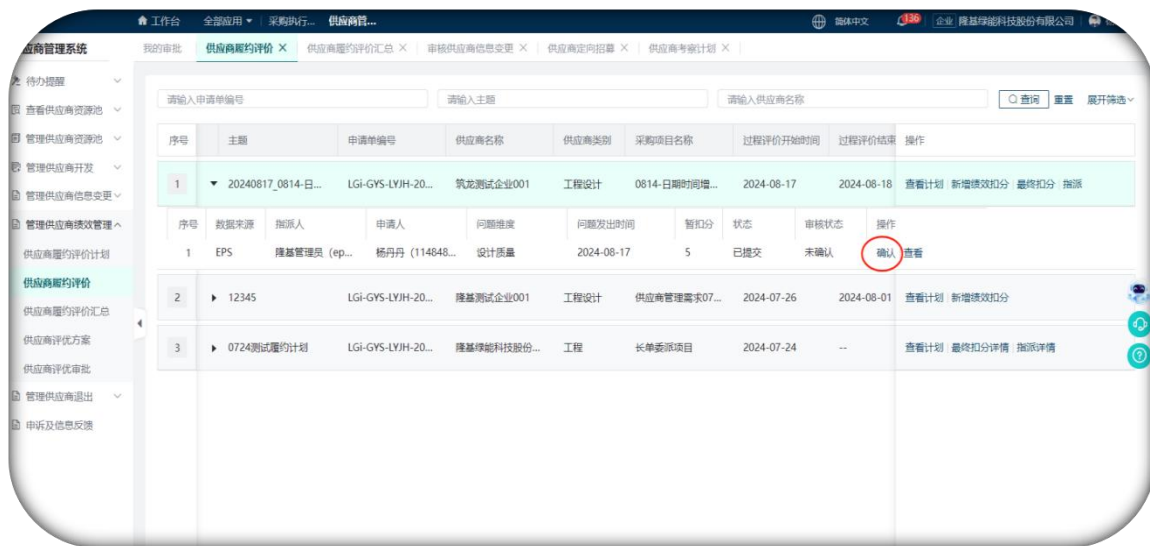 工作台 全部应用 采购执行... 供应商管... 简体中文 136 企业 隆基绿能科技股份有限公司
应商管理系统 我的审批 供应商履约评价 供应商履约评价汇总 审核供应商信息变更 供应商定向招募 供应商考察计划
待办提醒
请输入申请单编号 请输入主题 请输入供应商名称 查询 重置 展开筛选
查看供应商资源池
管理供应商资源池
序号 主题 申请单编号 供应商名称 供应商类别 采购项目名称 过程评价开始时间 过程评价结束 操作
管理供应商开发
1 20240817_0814-日... LGi-GYS-LYJH-20... 筑龙测试企业001 工程设计 0814-日期时间增... 2024-08-17 2024-08-18 查看计划 新增绩效扣分 最终扣分 指派
管理供应商信息变更
管理供应商绩效管理
序号 数据来源 指派人 申请人 问题维度 问题发出时间 暂扣分 状态 审核状态 操作
供应商履约评价计划
1 EPS 隆基管理员 (ep... 杨丹丹 (114848... 设计质量 2024-08-17 5 已提交 未确认 确认 查看
供应商履约评价
2 12345 LGi-GYS-LYJH-20... 隆基测试企业001 工程设计 供应商管理需求07... 2024-07-26 2024-08-01 查看计划 新增绩效扣分
供应商履约评价汇总
供应商评优方案
3 0724测试履约计划 LGi-GYS-LYJH-20... 隆基绿能科技股份... 工程 长单委派项目 2024-07-24 -- 查看计划 最终扣分详情 指派详情
供应商评优审批
管理供应商退出
申诉及信息反馈